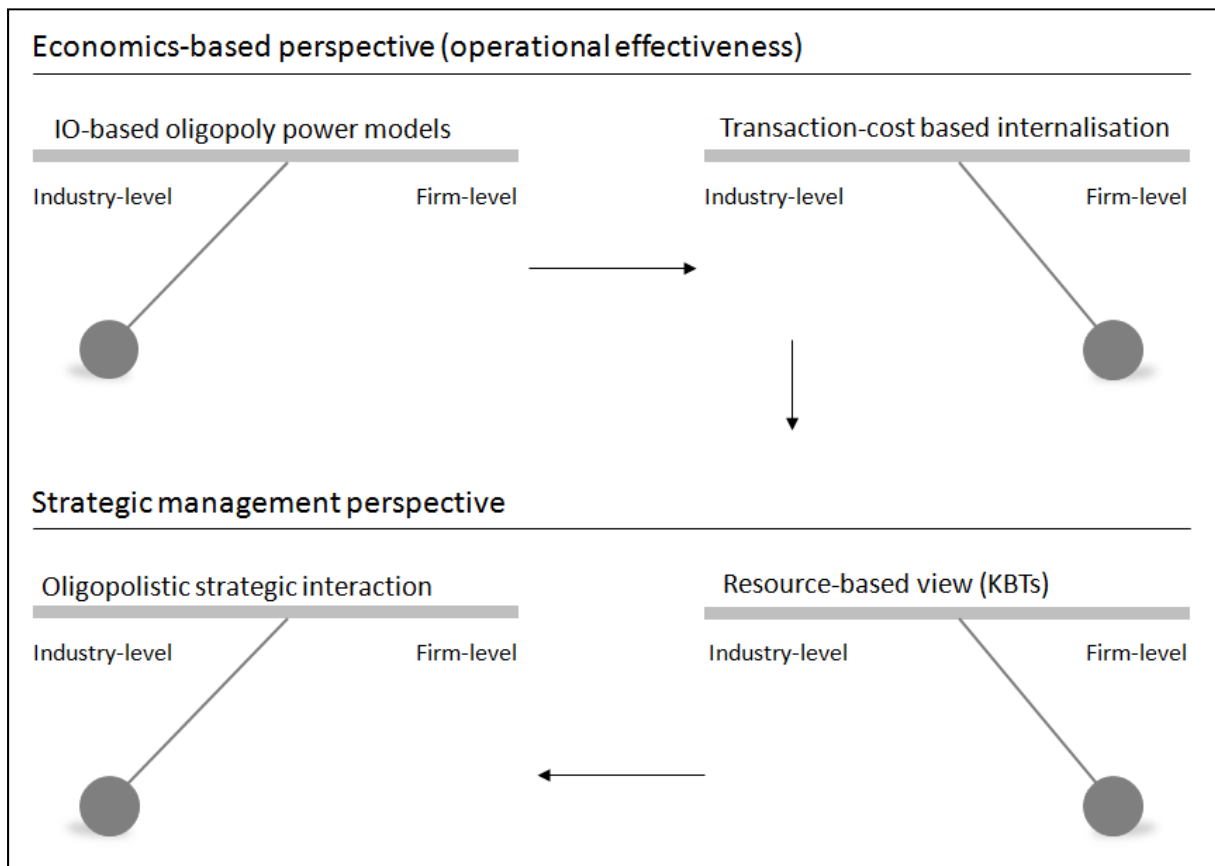 Economics-based perspective (operational effectiveness)
IO-based oligopoly power models
Transaction-cost based internalisation
Industry-level
Firm-level
Industry-level
Firm-level
Strategic management perspective
Oligopolistic strategic interaction
Resource-based view (KBTs)
Industry-level
Firm-level
Industry-level
Firm-level